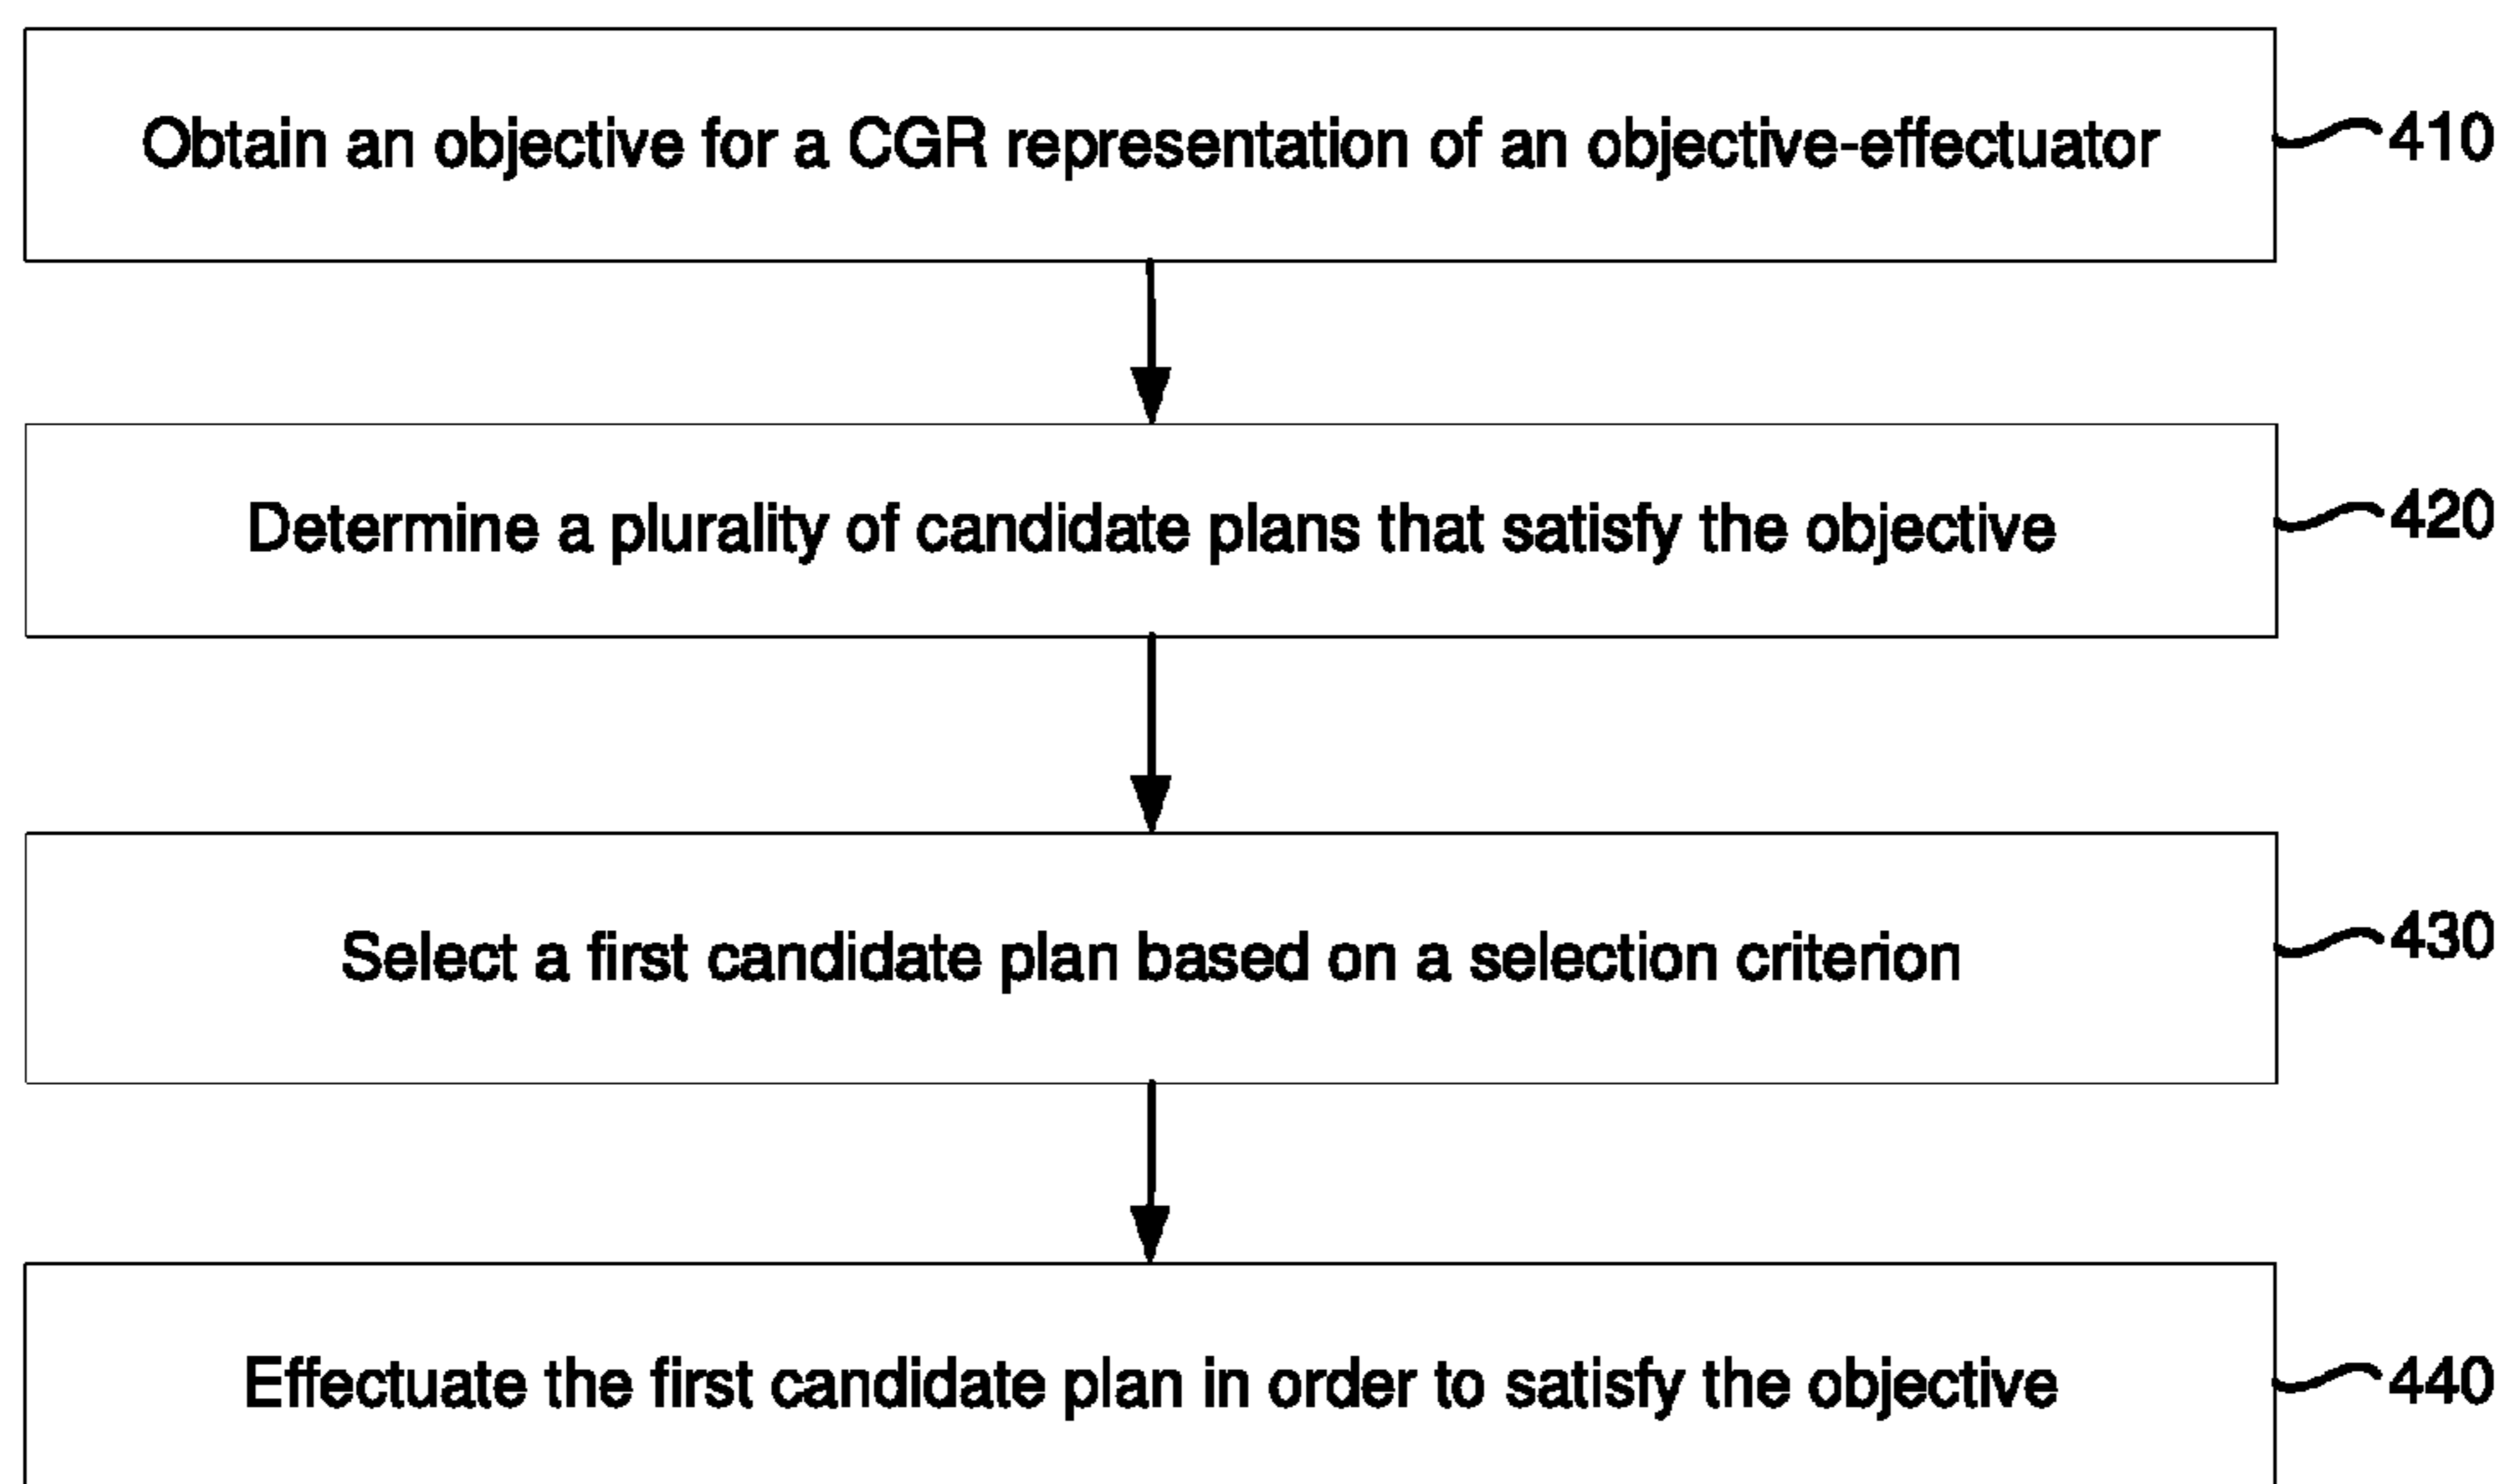 Obtain an objective for a CGR representation of an objective-effectuator
410
Determine a plurality of candidate plans that satisfy the objective
420
Select a first candidate plan based on a selection criterion
430
Effectuate the first candidate plan in order to satisfy the objective
440